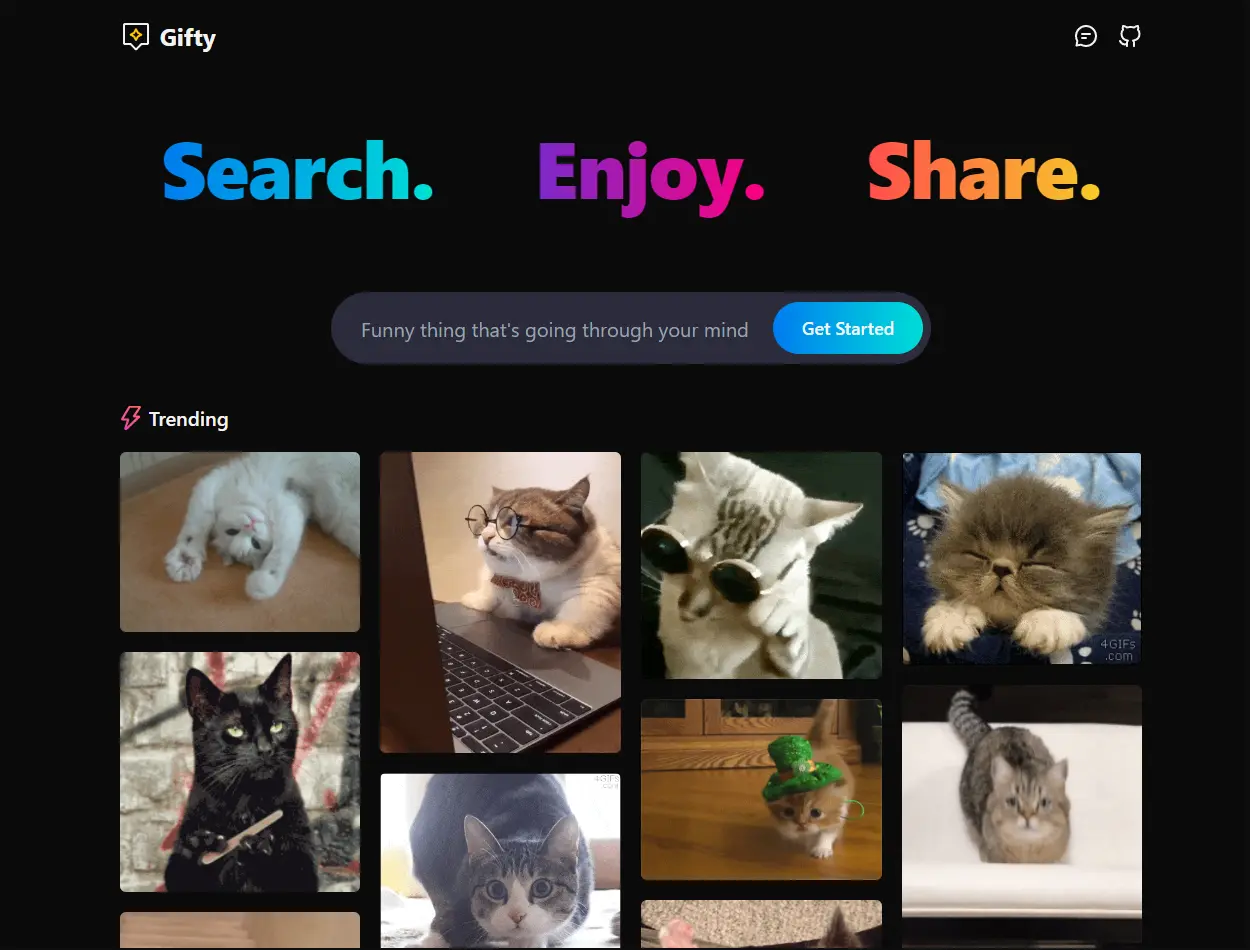 Gifty
Search. Enjoy. Share.
Funny thing that's going through your mind
Get Started
Trending
4GIFs
.com
4GIFs
.com